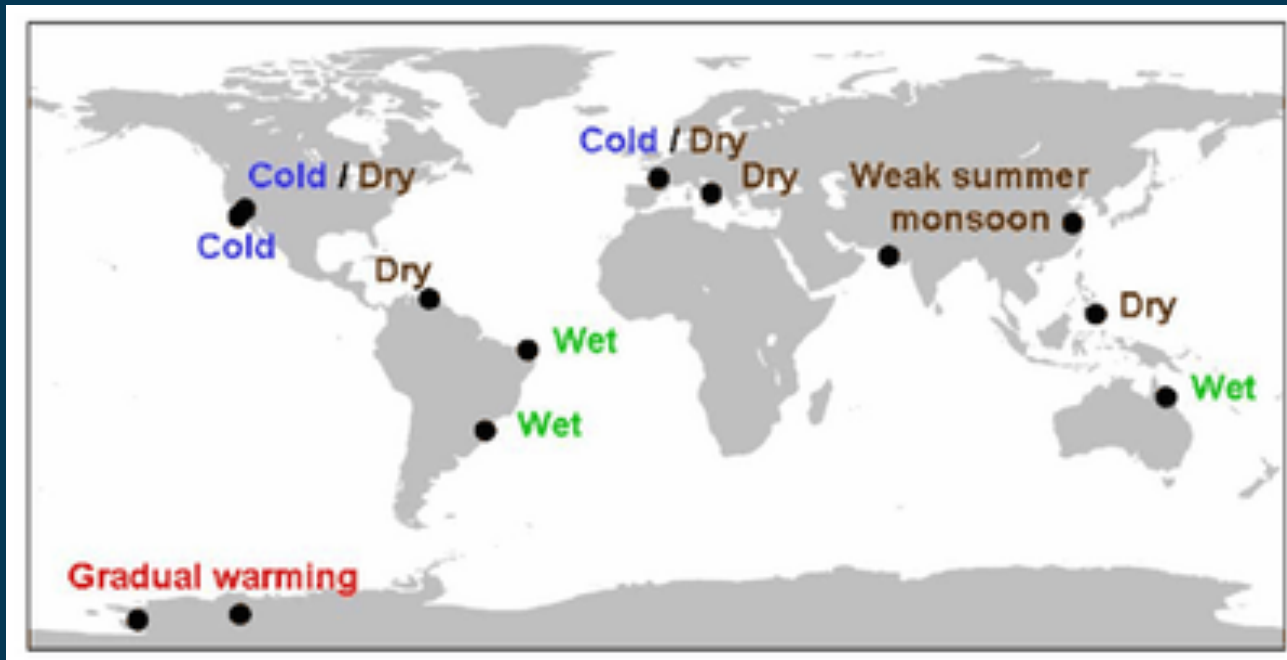 Cold / Dry
Cold / Dry
Dry
Weak summer
monsoon
Cold
Dry
Dry
Wet
Wet
Wet
Gradual warming